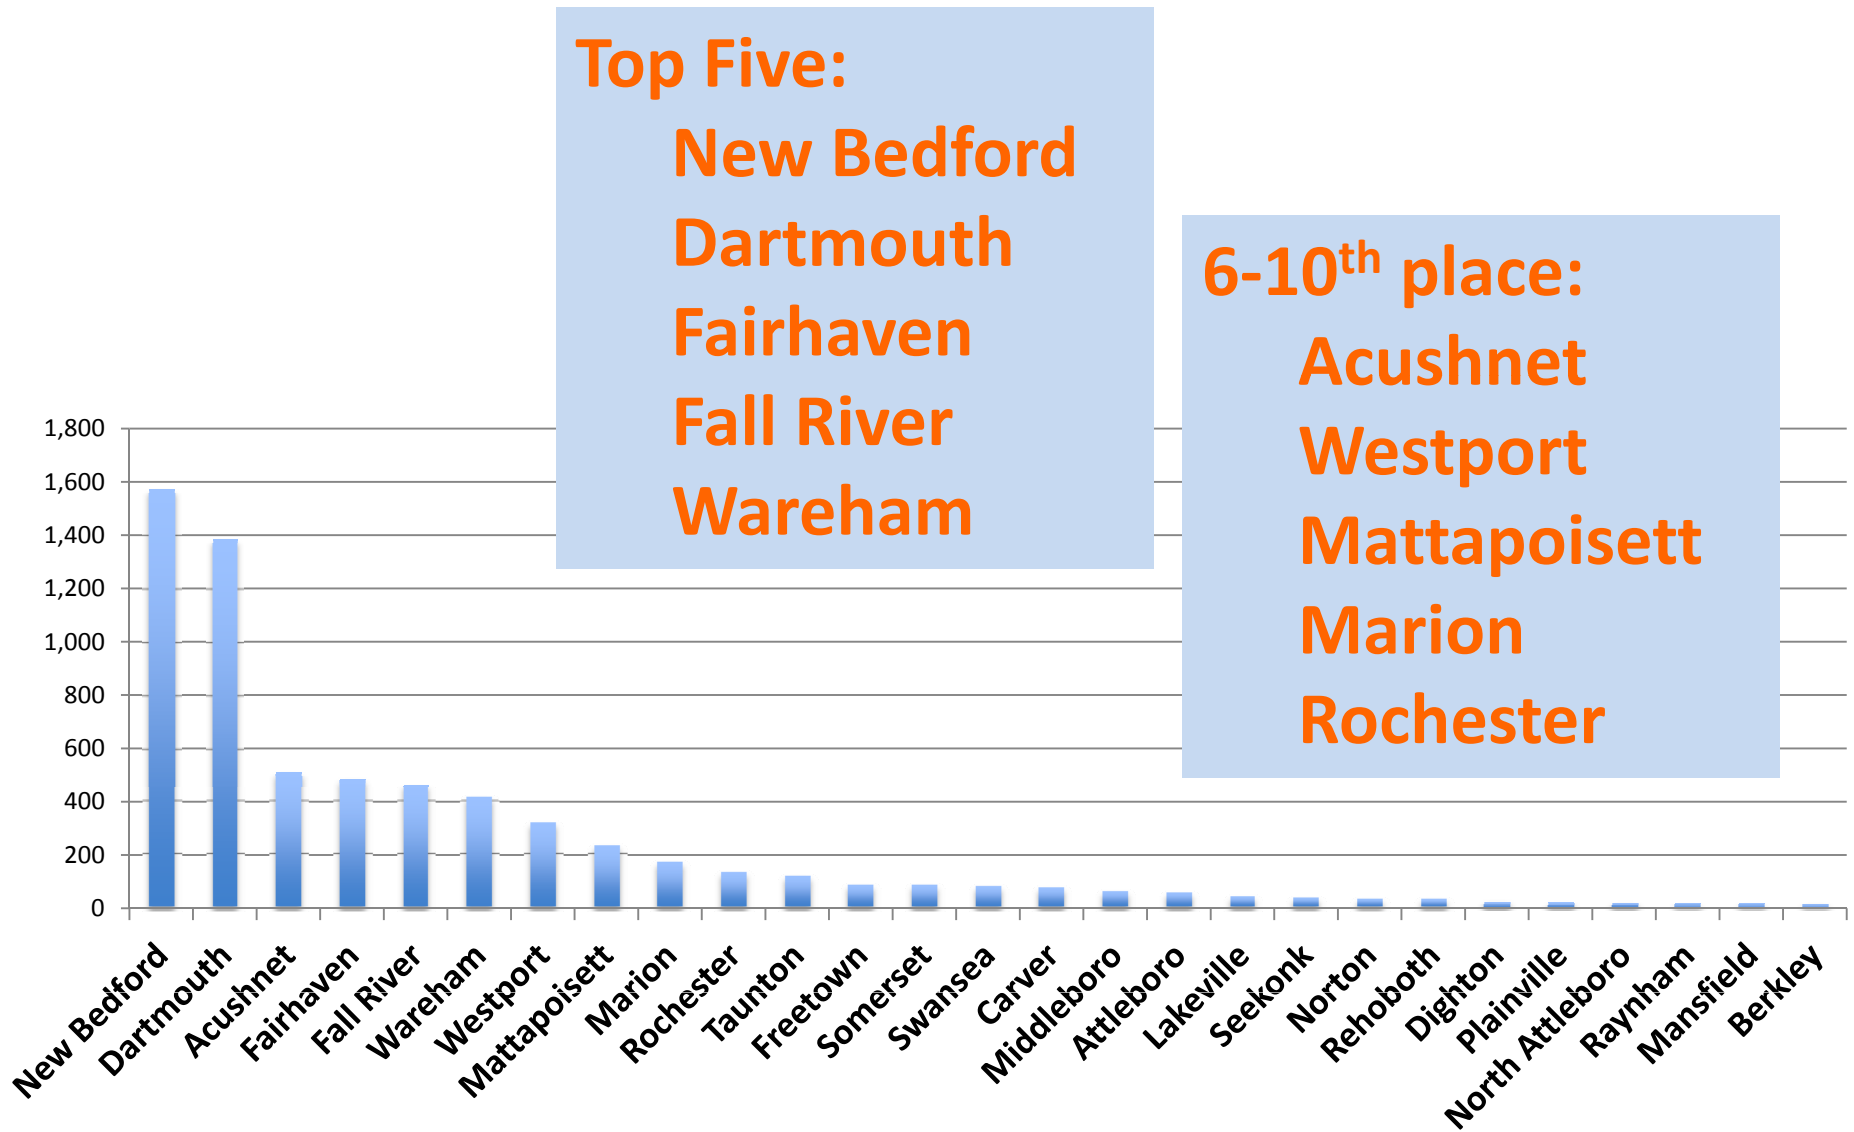 Top Five:
New Bedford
Dartmouth
Fairhaven
Fall River
Wareham
6-10th place:
Acushnet
Westport
Mattapoisett
Marion
Rochester
1,800
1,600
1,400
1,200
1,000
800
600
400
200
0
New Bedford
Dartmouth
Acushnet
Fairhaven
Fall River
Wareham
Westport
Mattapoisett
Marion
Rochester
Taunton
Freetown
Somerset
Swansea
Carver
Middleboro
Attleboro
Lakeville
Seekonk
Norton
Rehoboth
Dighton
Plainville
North Attleboro
Raynham
Mansfield
Berkley